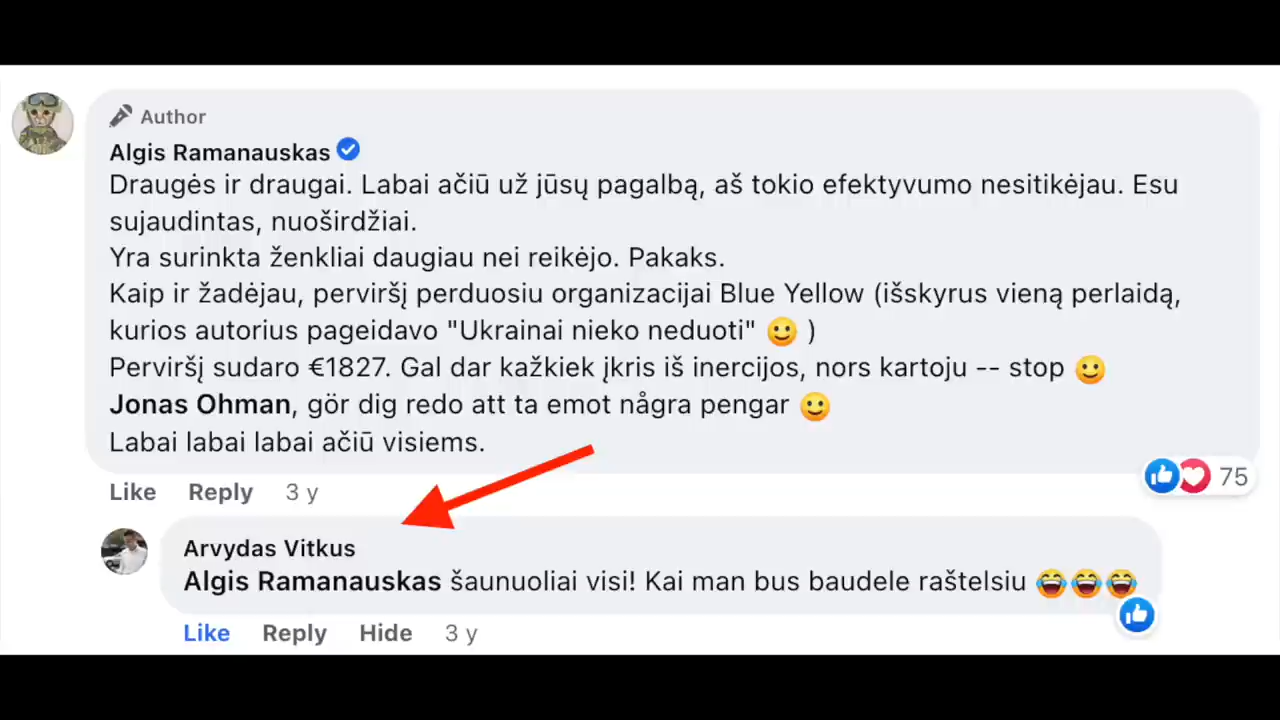 Author
Algis Ramanauskas
Draugės ir draugai. Labai ačiū už jūsų pagalbą, aš tokio efektyvumo nesitikėjau. Esu
sujaudintas, nuoširdžiai.
Yra surinkta ženkliai daugiau nei reikėjo. Pakaks.
Kaip ir žadėjau, perviršį perduosiu organizacijai Blue Yellow (išskyrus vieną perlaidą,
kurios autorius pageidavo "Ukrainai nieko neduoti" 🙂 )
Perviršį sudaro €1827. Gal dar kažkiek įkris iš inercijos, nors kartoju -- stop 🙂
Jonas Ohman, gör dig redo att ta emot några pengar 🙂
Labai labai labai ačiū visiems.
75
Like Reply 3 y
Arvydas Vitkus
Algis Ramanauskas šaunuoliai visi! Kai man bus baudele raštelsiu 😂😂😂
Like Reply Hide 3 y